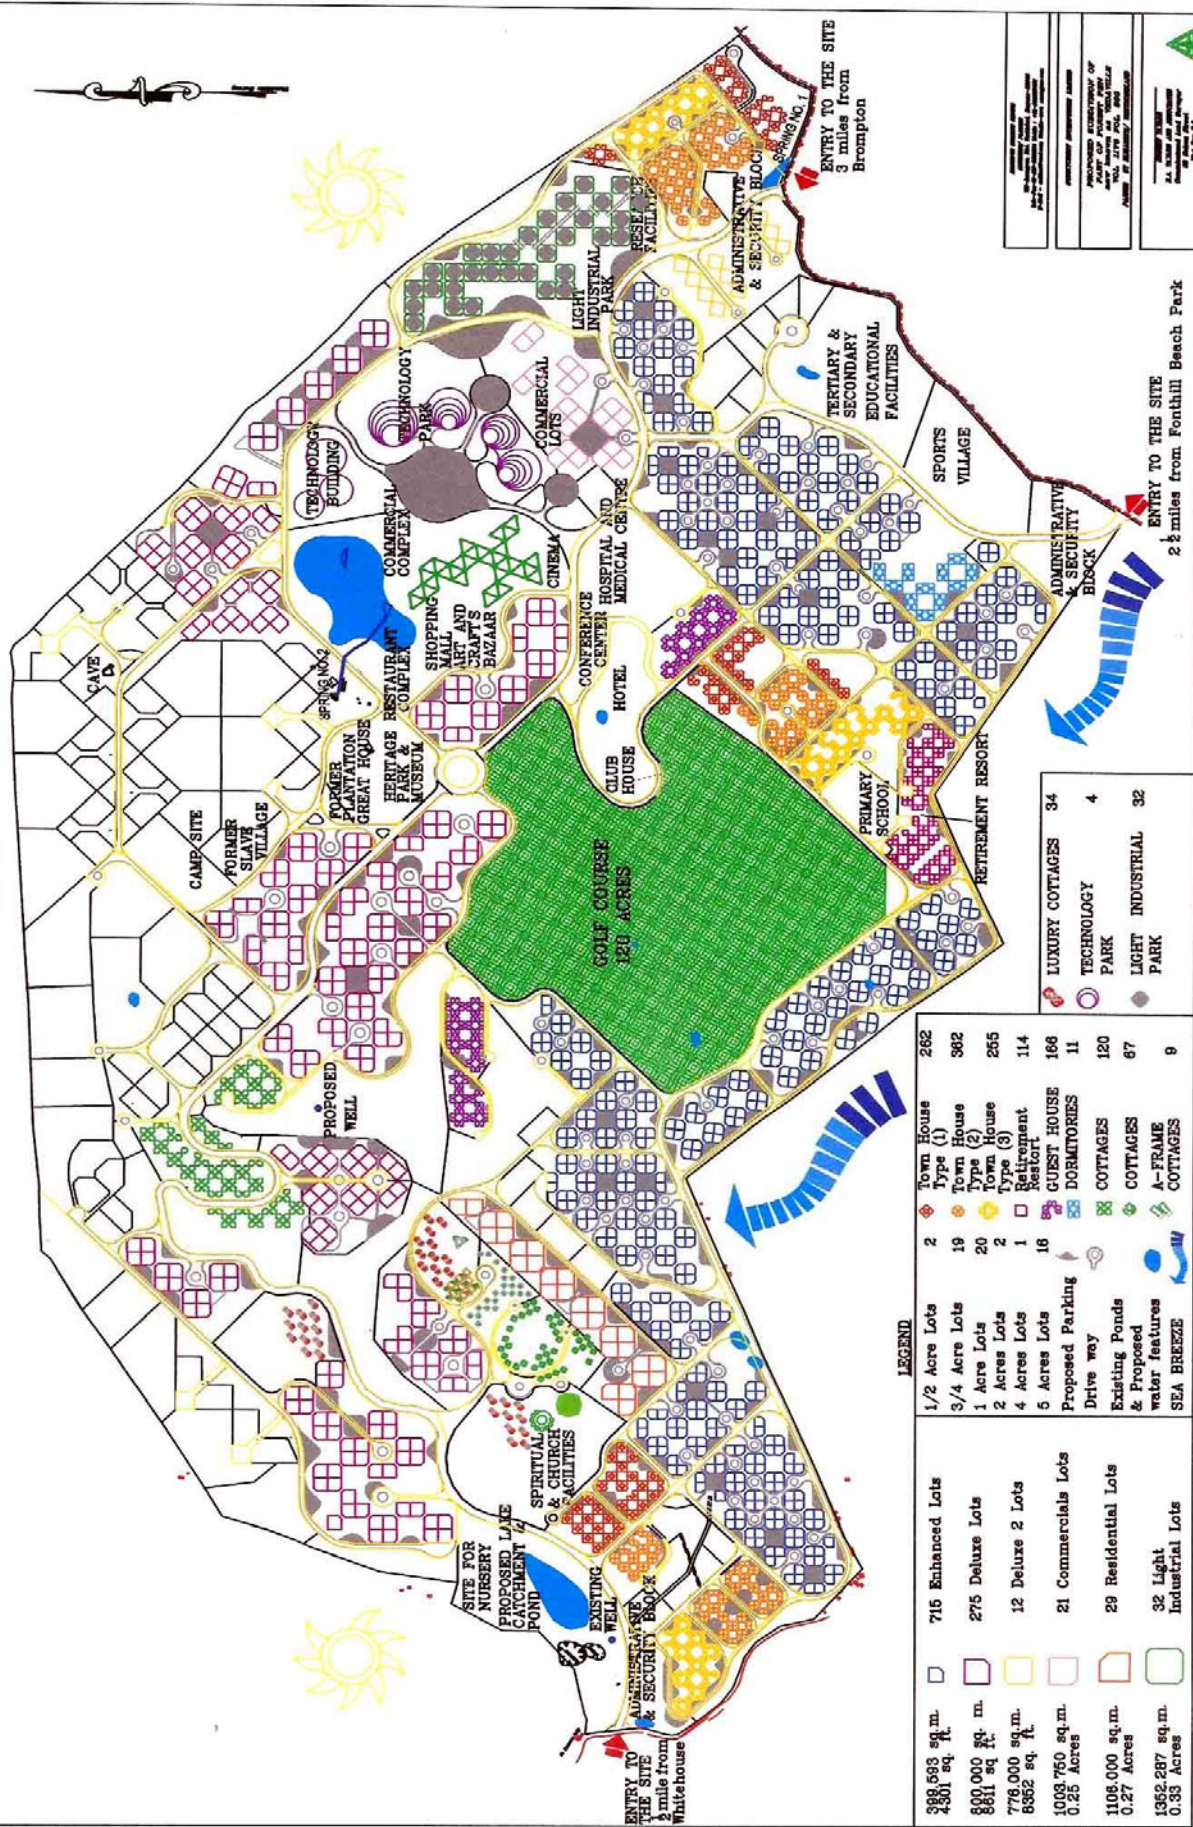 CAVE
CAMP SITE
FORMER
SLAVE
VILLAGE
SPRING NO.2
FORMER
PLANTATION
GREAT HOUSE
HERITAGE
PARK &
MUSEUM
RESTAURANT
COMPLEX
TECHNOLOGY
BUILDING
TECHNOLOGY
PARK
COMMERCIAL
COMPLEX
SHOPPING
MALL
ART AND
CRAFTS
BAZAAR
CINEMA
COMMERCIAL
LOTS
LIGHT
INDUSTRIAL
PARK
RESEARCH
FACILITIES
ADMINISTRATIVE
& SECURITY BLOCK
SPRING NO. 1
ENTRY TO THE SITE
3 miles from
Brompton
CONFERENCE
CENTER
HOSPITAL AND
MEDICAL CENTRE
HOTEL
CLUB
HOUSE
GOLF COURSE
120 ACRES
TERTIARY &
SECONDARY
EDUCATIONAL
FACILITIES
SPORTS
VILLAGE
ADMINISTRATIVE
& SECURITY
BLOCK
ENTRY TO THE SITE
2 1/2 miles from Fonthill Beach Park
PRIMARY
SCHOOL
RETIREMENT RESORT
PROPOSED
WELL
SITE FOR
NURSERY
PROPOSED LAKE
CATCHMENT &
POND
SPIRITUAL
& CHURCH
FACILITIES
EXISTING
WELL
ADMINISTRATIVE
& SECURITY BLOCK
ENTRY TO
THE SITE
1/2 mile from
Whitehouse
LEGEND
399.593 sq.m.
4301 sq. ft.
715 Enhanced Lots
800.000 sq. m.
8611 sq ft.
275 Deluxe Lots
776.000 sq.m.
8352 sq. ft.
12 Deluxe 2 Lots
1003.750 sq.m.
0.25 Acres
21 Commercials Lots
1106.000 sq.m.
0.27 Acres
29 Residential Lots
1352.287 sq.m.
0.33 Acres
32 Light
Industrial Lots
1/2 Acre Lots 2
3/4 Acre Lots 19
1 Acre Lots 20
2 Acres Lots 2
4 Acres Lots 1
5 Acres Lots 16
Proposed Parking
Drive way
Existing Ponds
& Proposed
water features
SEA BREEZE
Town House 262
Type (1)
Town House 362
Type (2)
Town House 255
Type (3)
Retirement 114
Restort
GUEST HOUSE 166
DORMITORIES 11
COTTAGES 120
COTTAGES 67
A-FRAME
COTTAGES 9
LUXURY COTTAGES 34
TECHNOLOGY 4
PARK
LIGHT INDUSTRIAL 32
PARK